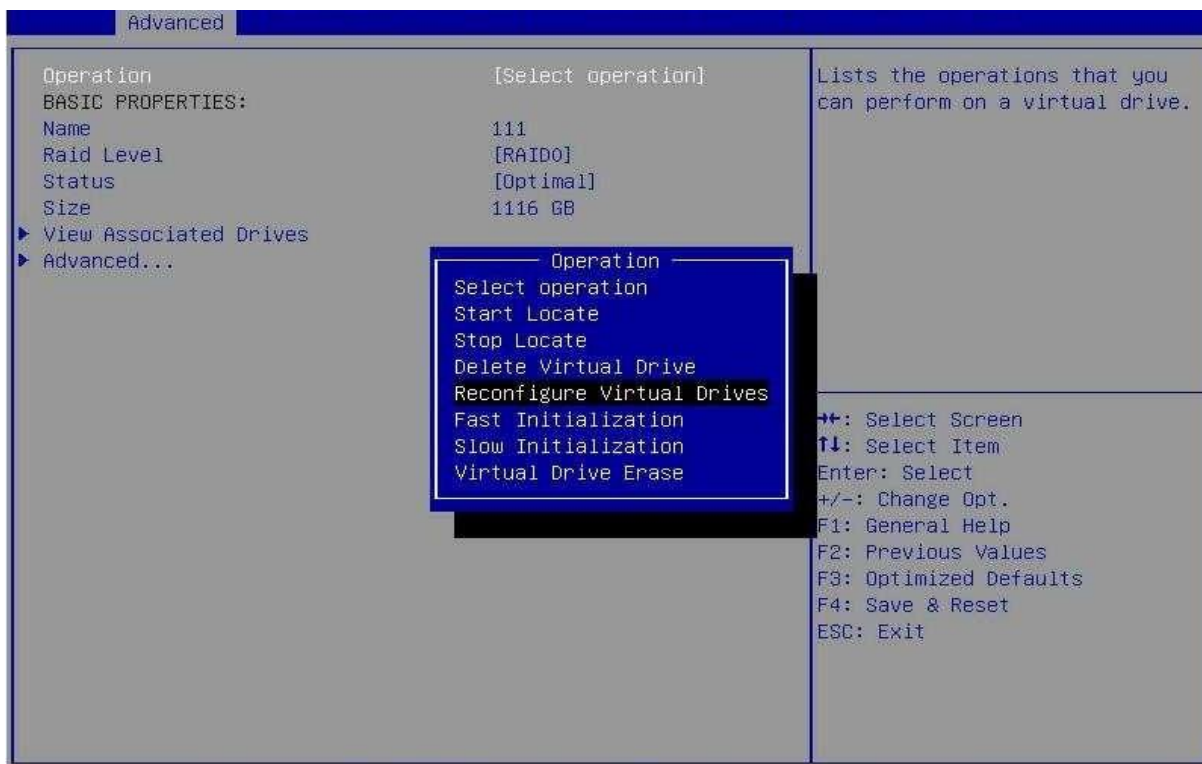 Advanced
Operation [Select operation]
BASIC PROPERTIES:
Name 111
Raid Level [RAID0]
Status [Optimal]
Size 1116 GB
View Associated Drives
Advanced...
Operation
Select operation
Start Locate
Stop Locate
Delete Virtual Drive
Reconfigure Virtual Drives
Fast Initialization
Slow Initialization
Virtual Drive Erase
Lists the operations that you
can perform on a virtual drive.
→←: Select Screen
↑↓: Select Item
Enter: Select
+/-: Change Opt.
F1: General Help
F2: Previous Values
F3: Optimized Defaults
F4: Save & Reset
ESC: Exit